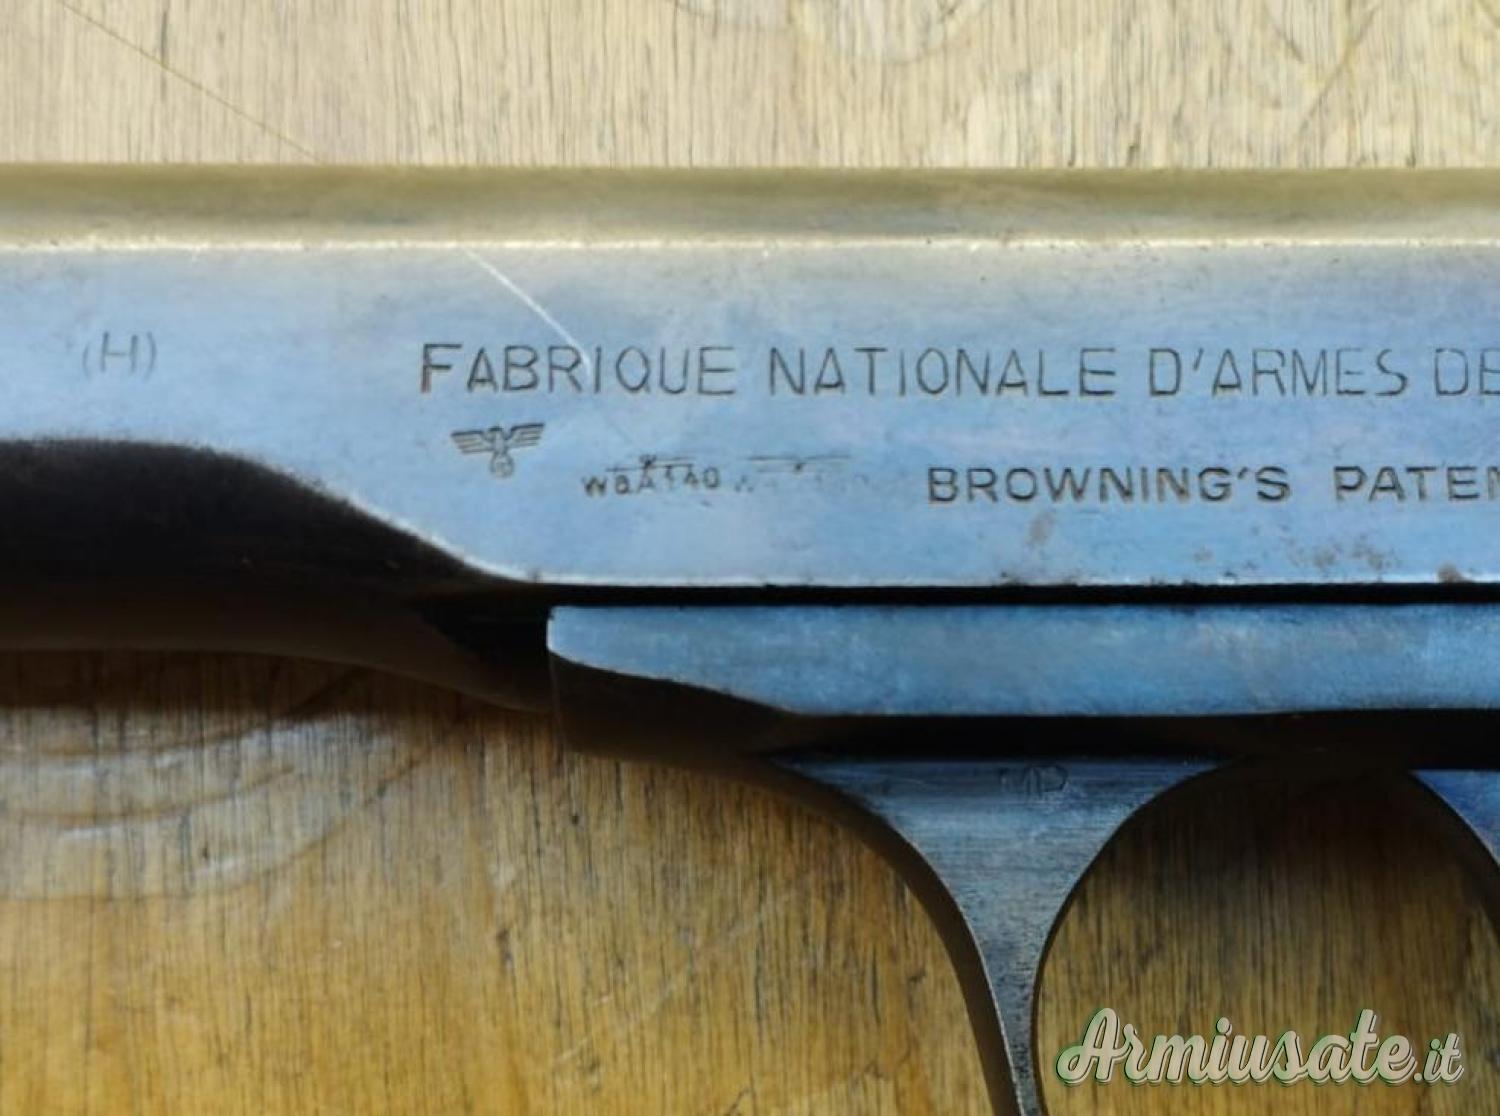 (H)
FABRIQUE NATIONALE D'ARMES DE
WaA140
BROWNING'S PATEN
Armiusate.it